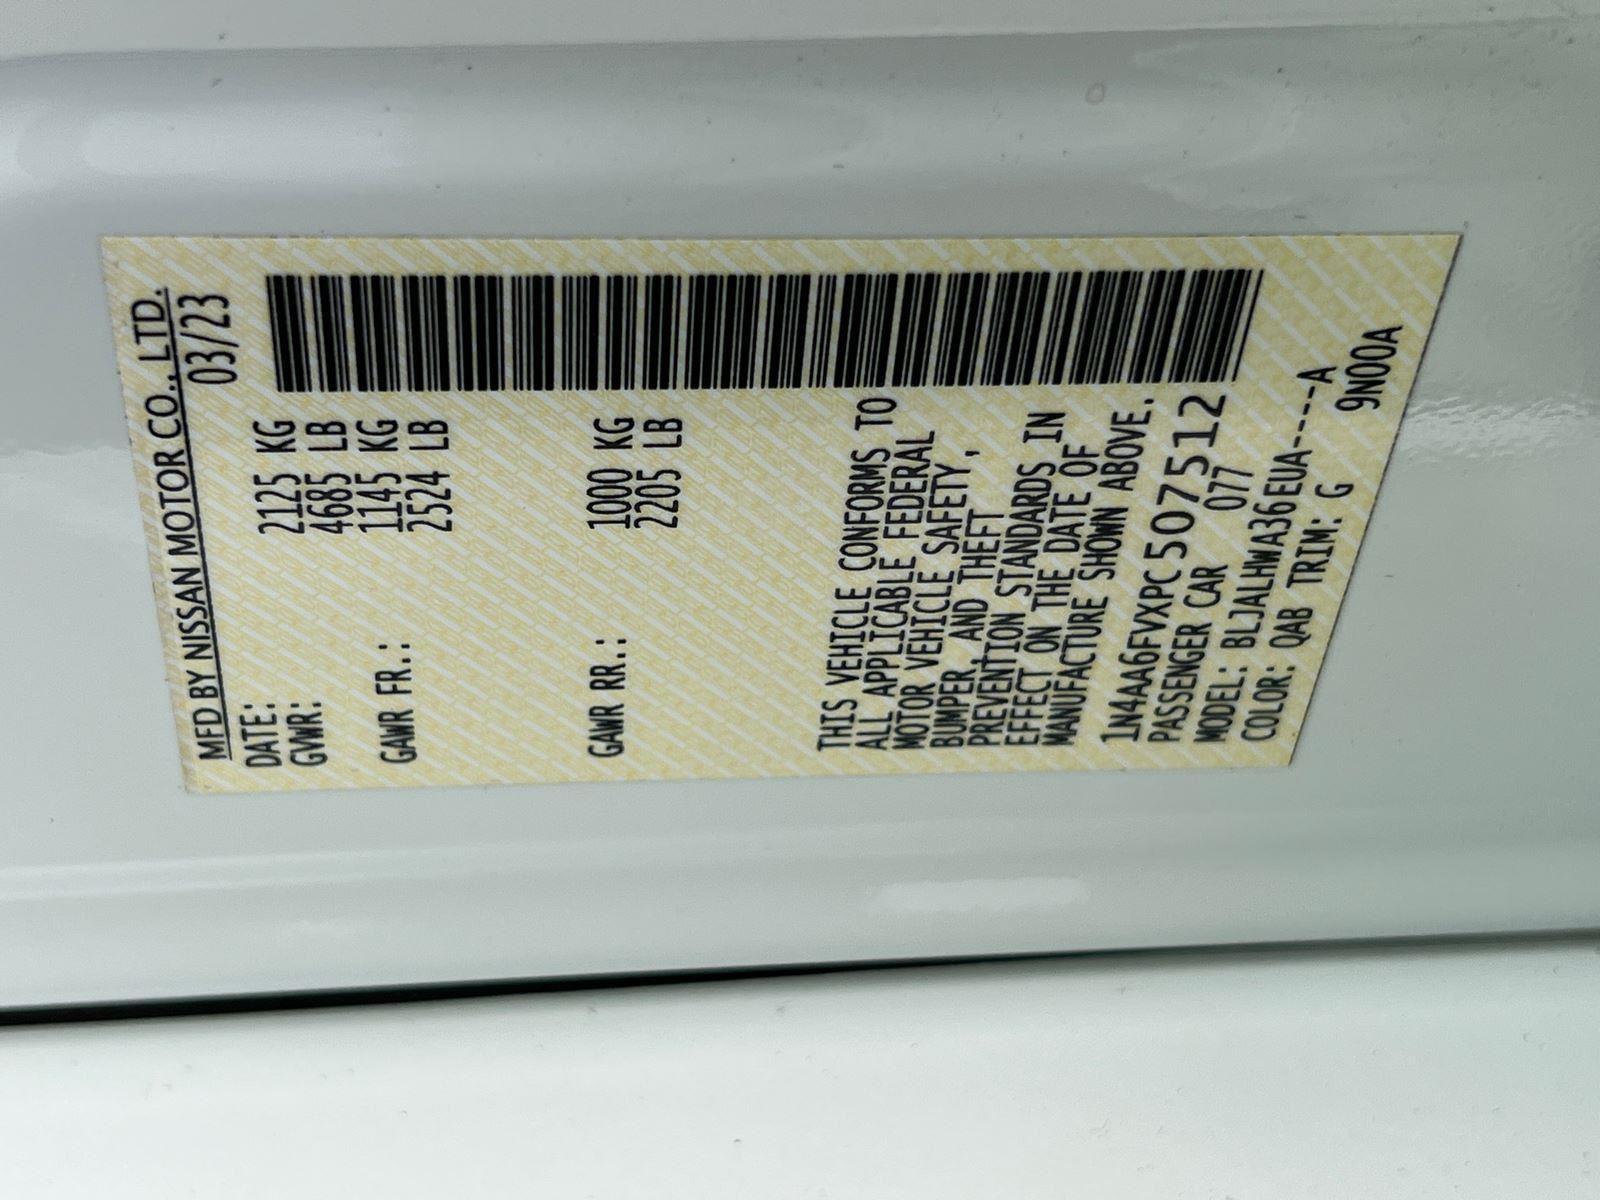 MFD BY NISSAN MOTOR CO., LTD.
DATE: 03/23
GVWR: 2125 KG
4685 LB
GAWR FR.: 1145 KG
2524 LB
GAWR RR.: 1000 KG
2205 LB
THIS VEHICLE CONFORMS TO
ALL APPLICABLE FEDERAL
MOTOR VEHICLE SAFETY,
BUMPER, AND THEFT
PREVENTION STANDARDS IN
EFFECT ON THE DATE OF
MANUFACTURE SHOWN ABOVE.
1N4AA6FVXPC507512
PASSENGER CAR 077
MODEL: BLJALHWA36EUA-----A
COLOR: QAB TRIM: G 9N00A